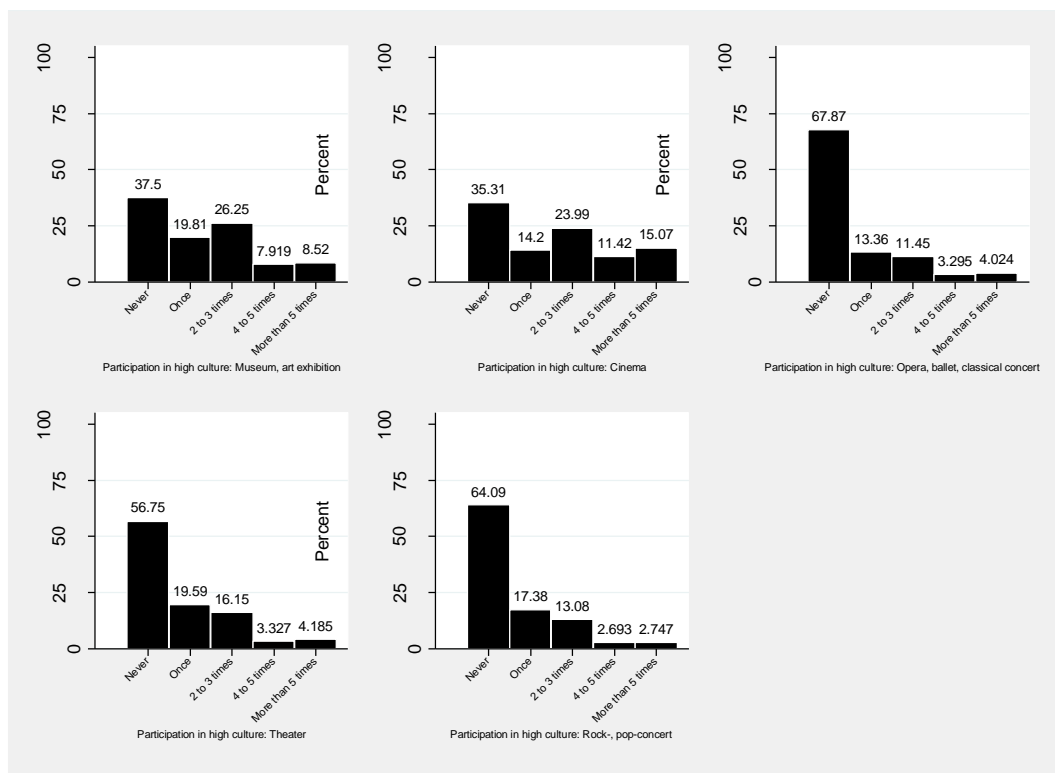 100
75
50
25
0
37.5
19.81
26.25
7.919
8.52
Never
Once
2 to 3 times
4 to 5 times
More than 5 times
Participation in high culture: Museum, art exhibition
Percent
100
75
50
25
0
35.31
14.2
23.99
11.42
15.07
Never
Once
2 to 3 times
4 to 5 times
More than 5 times
Participation in high culture: Cinema
Percent
100
75
50
25
0
67.87
13.36
11.45
3.295
4.024
Never
Once
2 to 3 times
4 to 5 times
More than 5 times
Participation in high culture: Opera, ballet, classical concert
100
75
50
25
0
56.75
19.59
16.15
3.327
4.185
Never
Once
2 to 3 times
4 to 5 times
More than 5 times
Participation in high culture: Theater
Percent
100
75
50
25
0
64.09
17.38
13.08
2.693
2.747
Never
Once
2 to 3 times
4 to 5 times
More than 5 times
Participation in high culture: Rock-, pop-concert